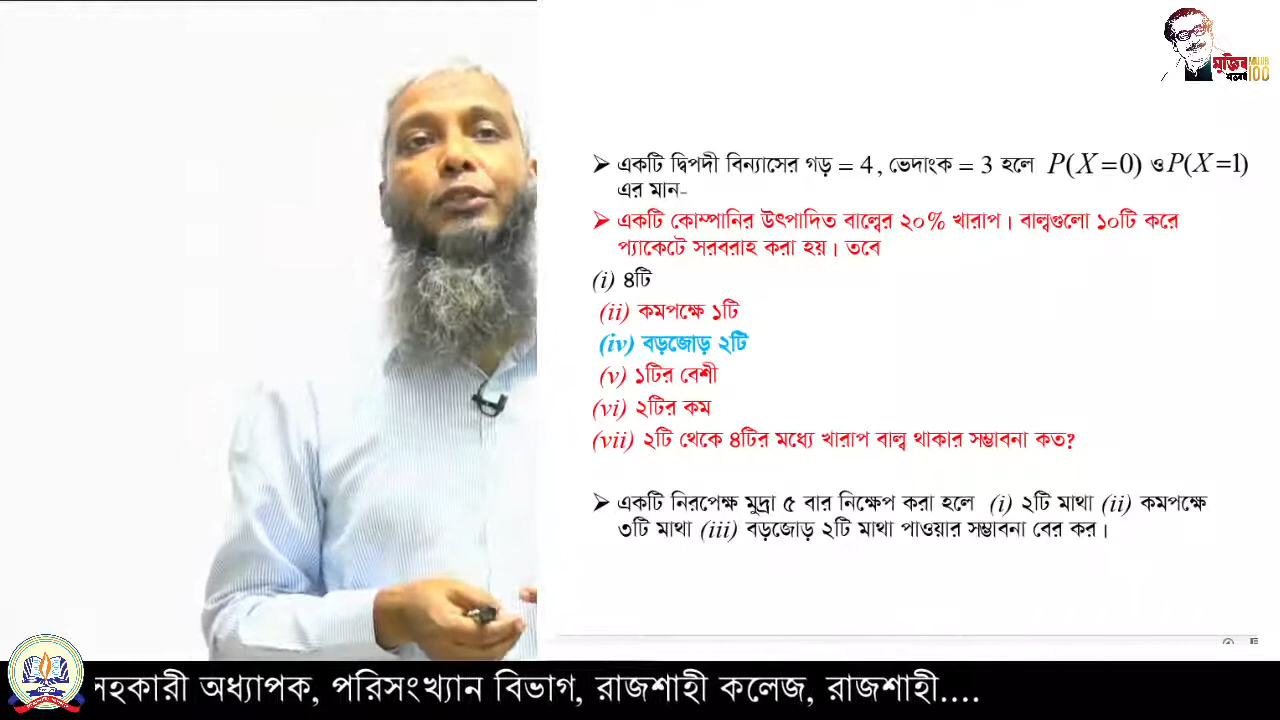 মুজিব
শতবর্ষ
MUJIB
100
➢ একটি দ্বিপদী বিন্যাসের গড় = 4, ভেদাংক = 3 হলে P(X=0) ও P(X=1)
এর মান-
➢ একটি কোম্পানির উৎপাদিত বাল্বের ২০% খারাপ। বাল্বগুলো ১০টি করে
প্যাকেটে সরবরাহ করা হয়। তবে
(i) ৪টি
(ii) কমপক্ষে ১টি
(iv) বড়জোড় ২টি
(v) ১টির বেশী
(vi) ২টির কম
(vii) ২টি থেকে ৪টির মধ্যে খারাপ বাল্ব থাকার সম্ভাবনা কত?
➢ একটি নিরপেক্ষ মুদ্রা ৫ বার নিক্ষেপ করা হলে (i) ২টি মাথা (ii) কমপক্ষে
৩টি মাথা (iii) বড়জোড় ২টি মাথা পাওয়ার সম্ভাবনা বের কর।
সহকারী অধ্যাপক, পরিসংখ্যান বিভাগ, রাজশাহী কলেজ, রাজশাহী....